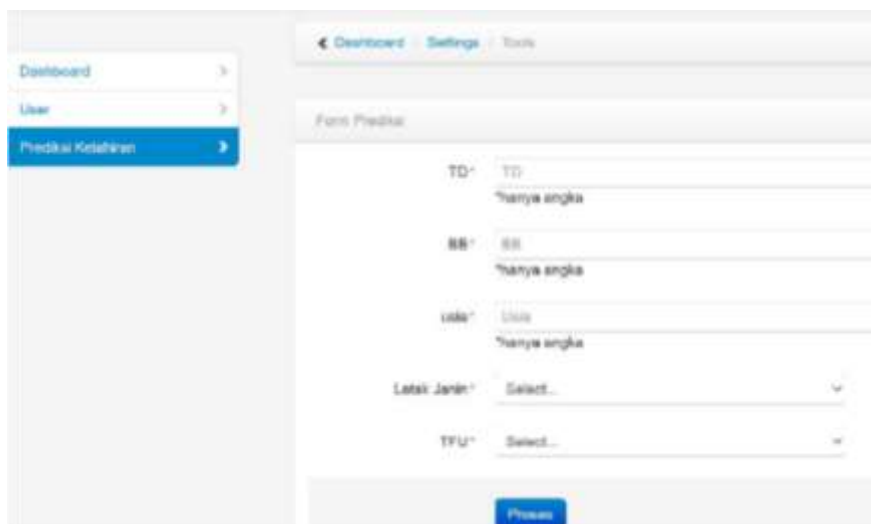 Dashboard / Settings / Tools
Dashboard
User
Prediksi Kelahiran
Form Prediksi
TD* TD
*hanya angka
BB* BB
*hanya angka
usia* Usia
*hanya angka
Letak Janin* Select...
TFU* Select...
Proses